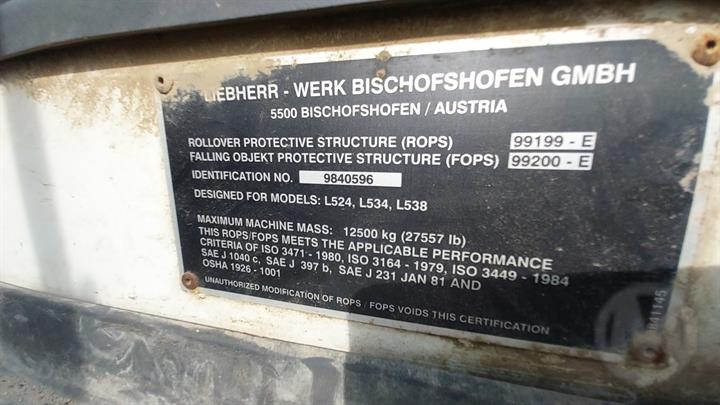 LIEBHERR - WERK BISCHOFSHOFEN GMBH
5500 BISCHOFSHOFEN / AUSTRIA
ROLLOVER PROTECTIVE STRUCTURE (ROPS) 99199 - E
FALLING OBJEKT PROTECTIVE STRUCTURE (FOPS) 99200 - E
IDENTIFICATION NO. 9840596
DESIGNED FOR MODELS: L524, L534, L538
MAXIMUM MACHINE MASS: 12500 kg (27557 lb)
THIS ROPS/FOPS MEETS THE APPLICABLE PERFORMANCE
CRITERIA OF ISO 3471 - 1980, ISO 3164 - 1979, ISO 3449 - 1984
SAE J 1040 c, SAE J 397 b, SAE J 231 JAN 81 AND
OSHA 1926 - 1001
UNAUTHORIZED MODIFICATION OF ROPS / FOPS VOIDS THIS CERTIFICATION